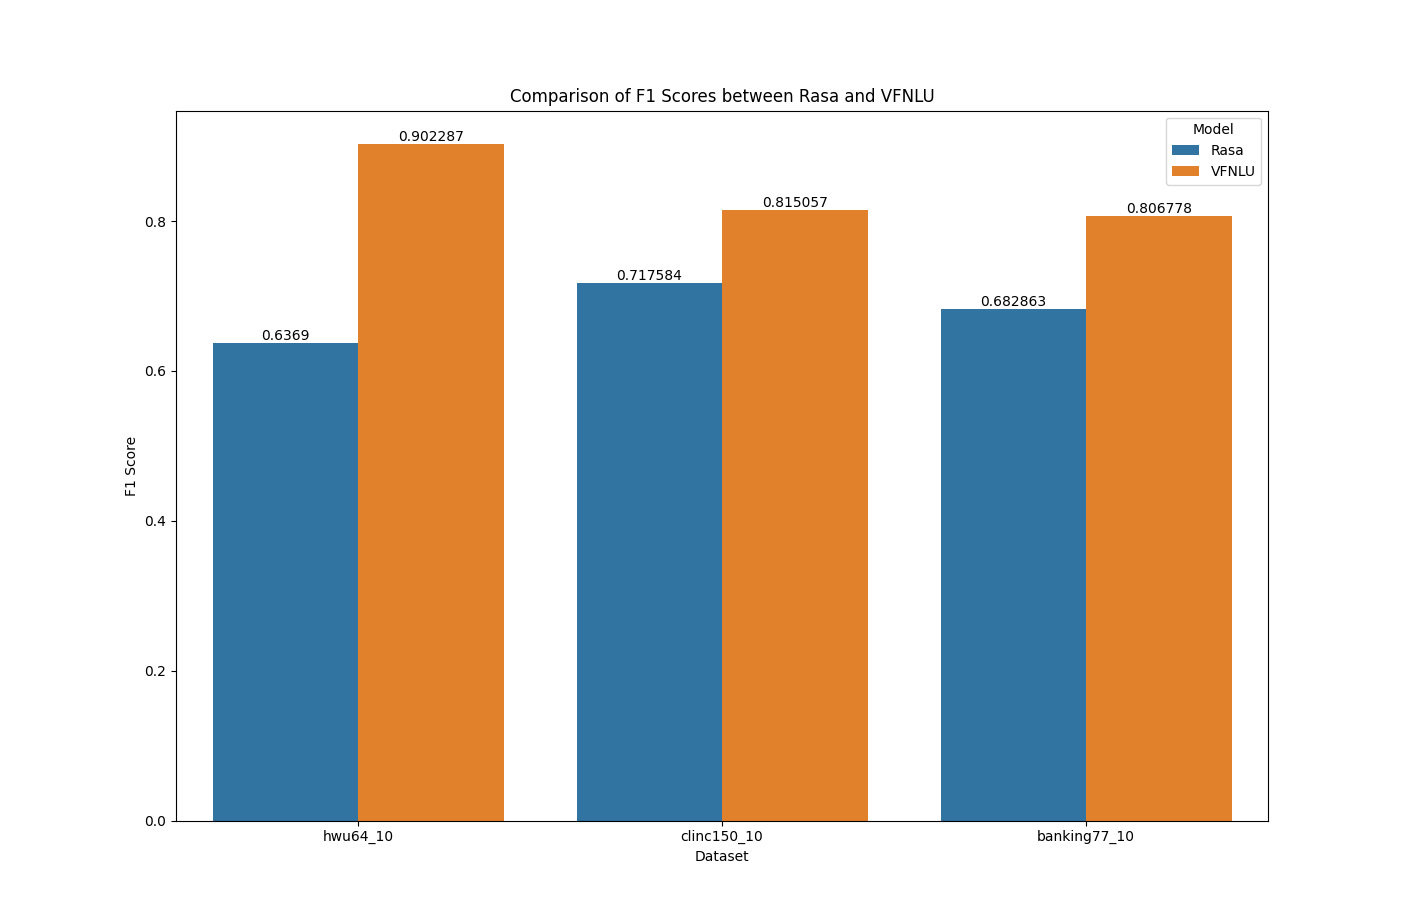 Comparison of F1 Scores between Rasa and VFNLU
Model
Rasa
VFNLU
0.902287
0.815057
0.806778
0.717584
0.682863
0.6369
0.8
0.6
0.4
0.2
0.0
F1 Score
hwu64_10
clinc150_10
banking77_10
Dataset